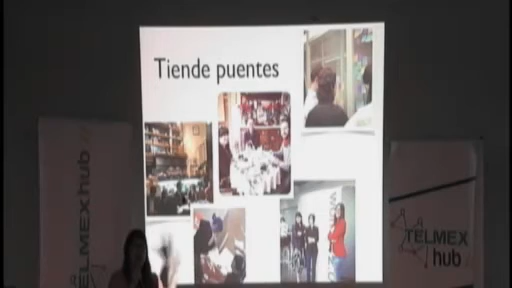 Tiende puentes
TELMEX hub //
TELMEX
hub //